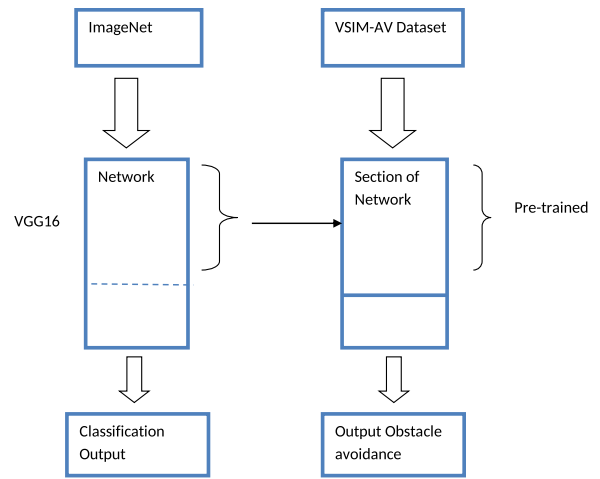 ImageNet
VSIM-AV Dataset
Network
Section of
Network
VGG16
Pre-trained
Classification
Output
Output Obstacle
avoidance